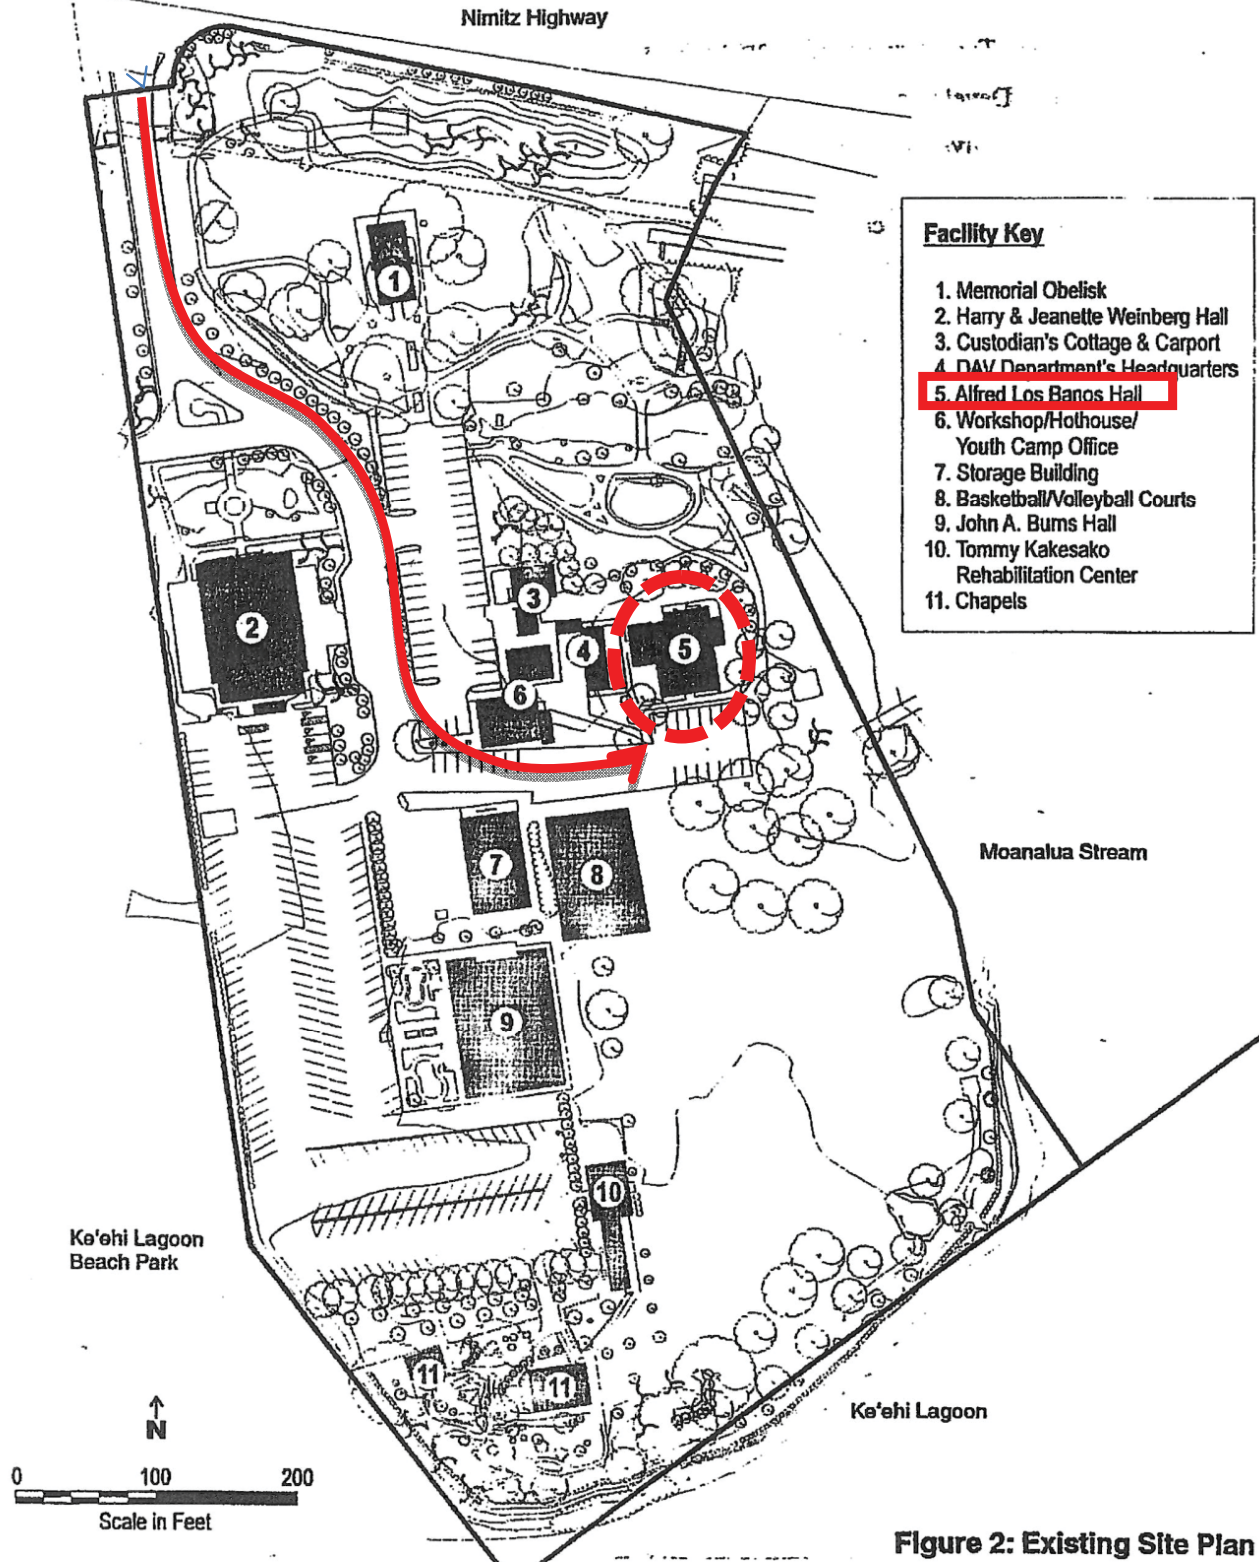 Nimitz Highway
Facility Key
1. Memorial Obelisk
2. Harry & Jeanette Weinberg Hall
3. Custodian's Cottage & Carport
4. DAV Department's Headquarters
5. Alfred Los Banos Hall
6. Workshop/Hothouse/
Youth Camp Office
7. Storage Building
8. Basketball/Volleyball Courts
9. John A. Burns Hall
10. Tommy Kakesako
Rehabilitation Center
11. Chapels
1
2
3
4
5
6
7
8
9
10
11
11
Moanalua Stream
Ke'ehi Lagoon
Beach Park
Ke'ehi Lagoon
N
0 100 200
Scale in Feet
Figure 2: Existing Site Plan